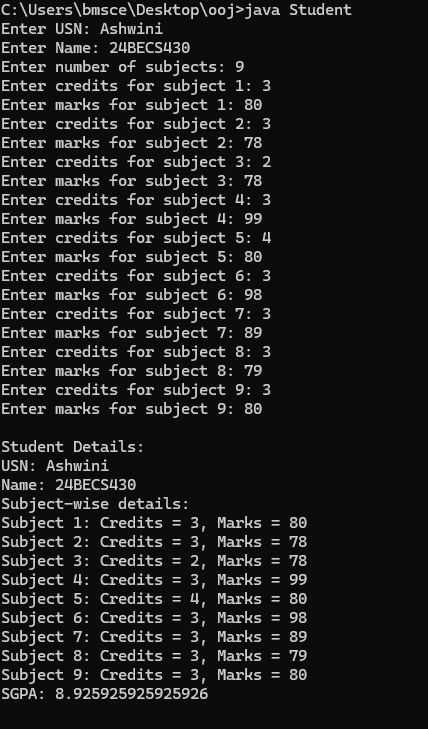 C:\Users\bmsce\Desktop\ooj>java Student
Enter USN: Ashwini
Enter Name: 24BECS430
Enter number of subjects: 9
Enter credits for subject 1: 3
Enter marks for subject 1: 80
Enter credits for subject 2: 3
Enter marks for subject 2: 78
Enter credits for subject 3: 2
Enter marks for subject 3: 78
Enter credits for subject 4: 3
Enter marks for subject 4: 99
Enter credits for subject 5: 4
Enter marks for subject 5: 80
Enter credits for subject 6: 3
Enter marks for subject 6: 98
Enter credits for subject 7: 3
Enter marks for subject 7: 89
Enter credits for subject 8: 3
Enter marks for subject 8: 79
Enter credits for subject 9: 3
Enter marks for subject 9: 80
Student Details:
USN: Ashwini
Name: 24BECS430
Subject-wise details:
Subject 1: Credits = 3, Marks = 80
Subject 2: Credits = 3, Marks = 78
Subject 3: Credits = 2, Marks = 78
Subject 4: Credits = 3, Marks = 99
Subject 5: Credits = 4, Marks = 80
Subject 6: Credits = 3, Marks = 98
Subject 7: Credits = 3, Marks = 89
Subject 8: Credits = 3, Marks = 79
Subject 9: Credits = 3, Marks = 80
SGPA: 8.925925925925926